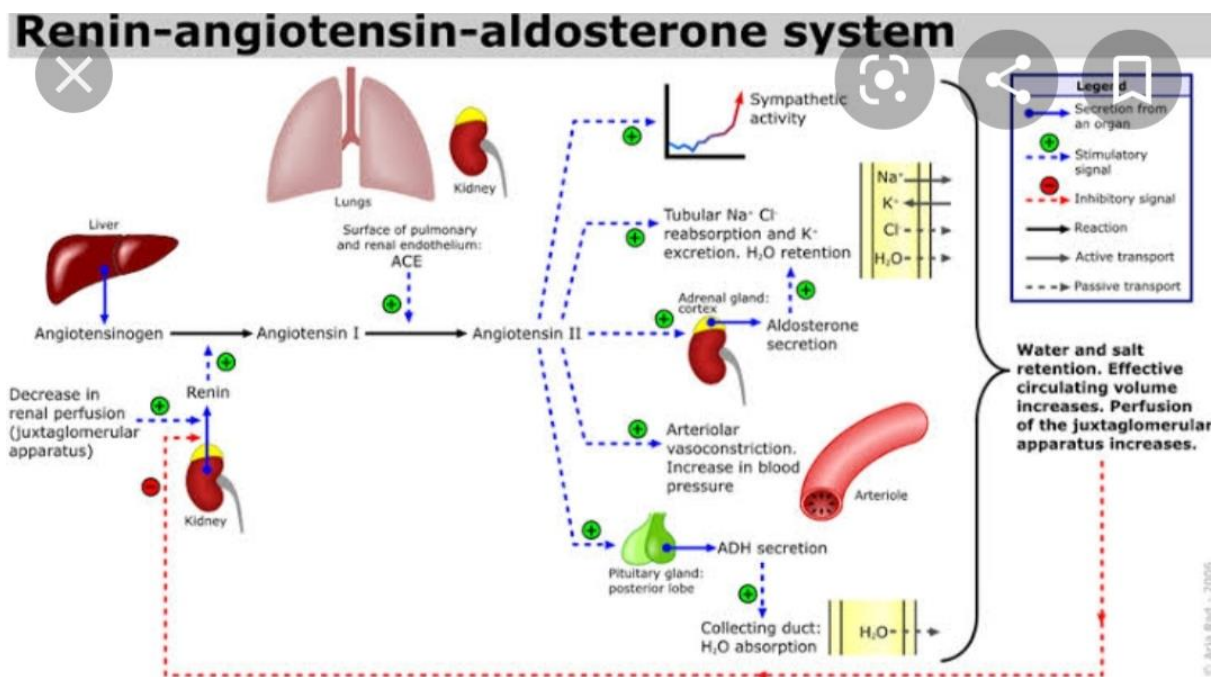 Renin-angiotensin-aldosterone system
Liver
Lungs
Kidney
Surface of pulmonary
and renal endothelium:
ACE
Angiotensinogen
Angiotensin I
Angiotensin II
Decrease in
renal perfusion
(juxtaglomerular
apparatus)
Renin
Kidney
Sympathetic
activity
Tubular Na⁺ Cl⁻
reabsorption and K⁺
excretion. H₂O retention
Na⁺
K⁺
Cl⁻
H₂O
Adrenal gland:
cortex
Aldosterone
secretion
Arteriolar
vasoconstriction.
Increase in blood
pressure
Arteriole
Pituitary gland:
posterior lobe
ADH secretion
Collecting duct:
H₂O absorption
H₂O
Legend
Secretion from
an organ
Stimulatory
signal
Inhibitory signal
Reaction
Active transport
Passive transport
Water and salt
retention. Effective
circulating volume
increases. Perfusion
of the juxtaglomerular
apparatus increases.
© Aria Rad - 2006